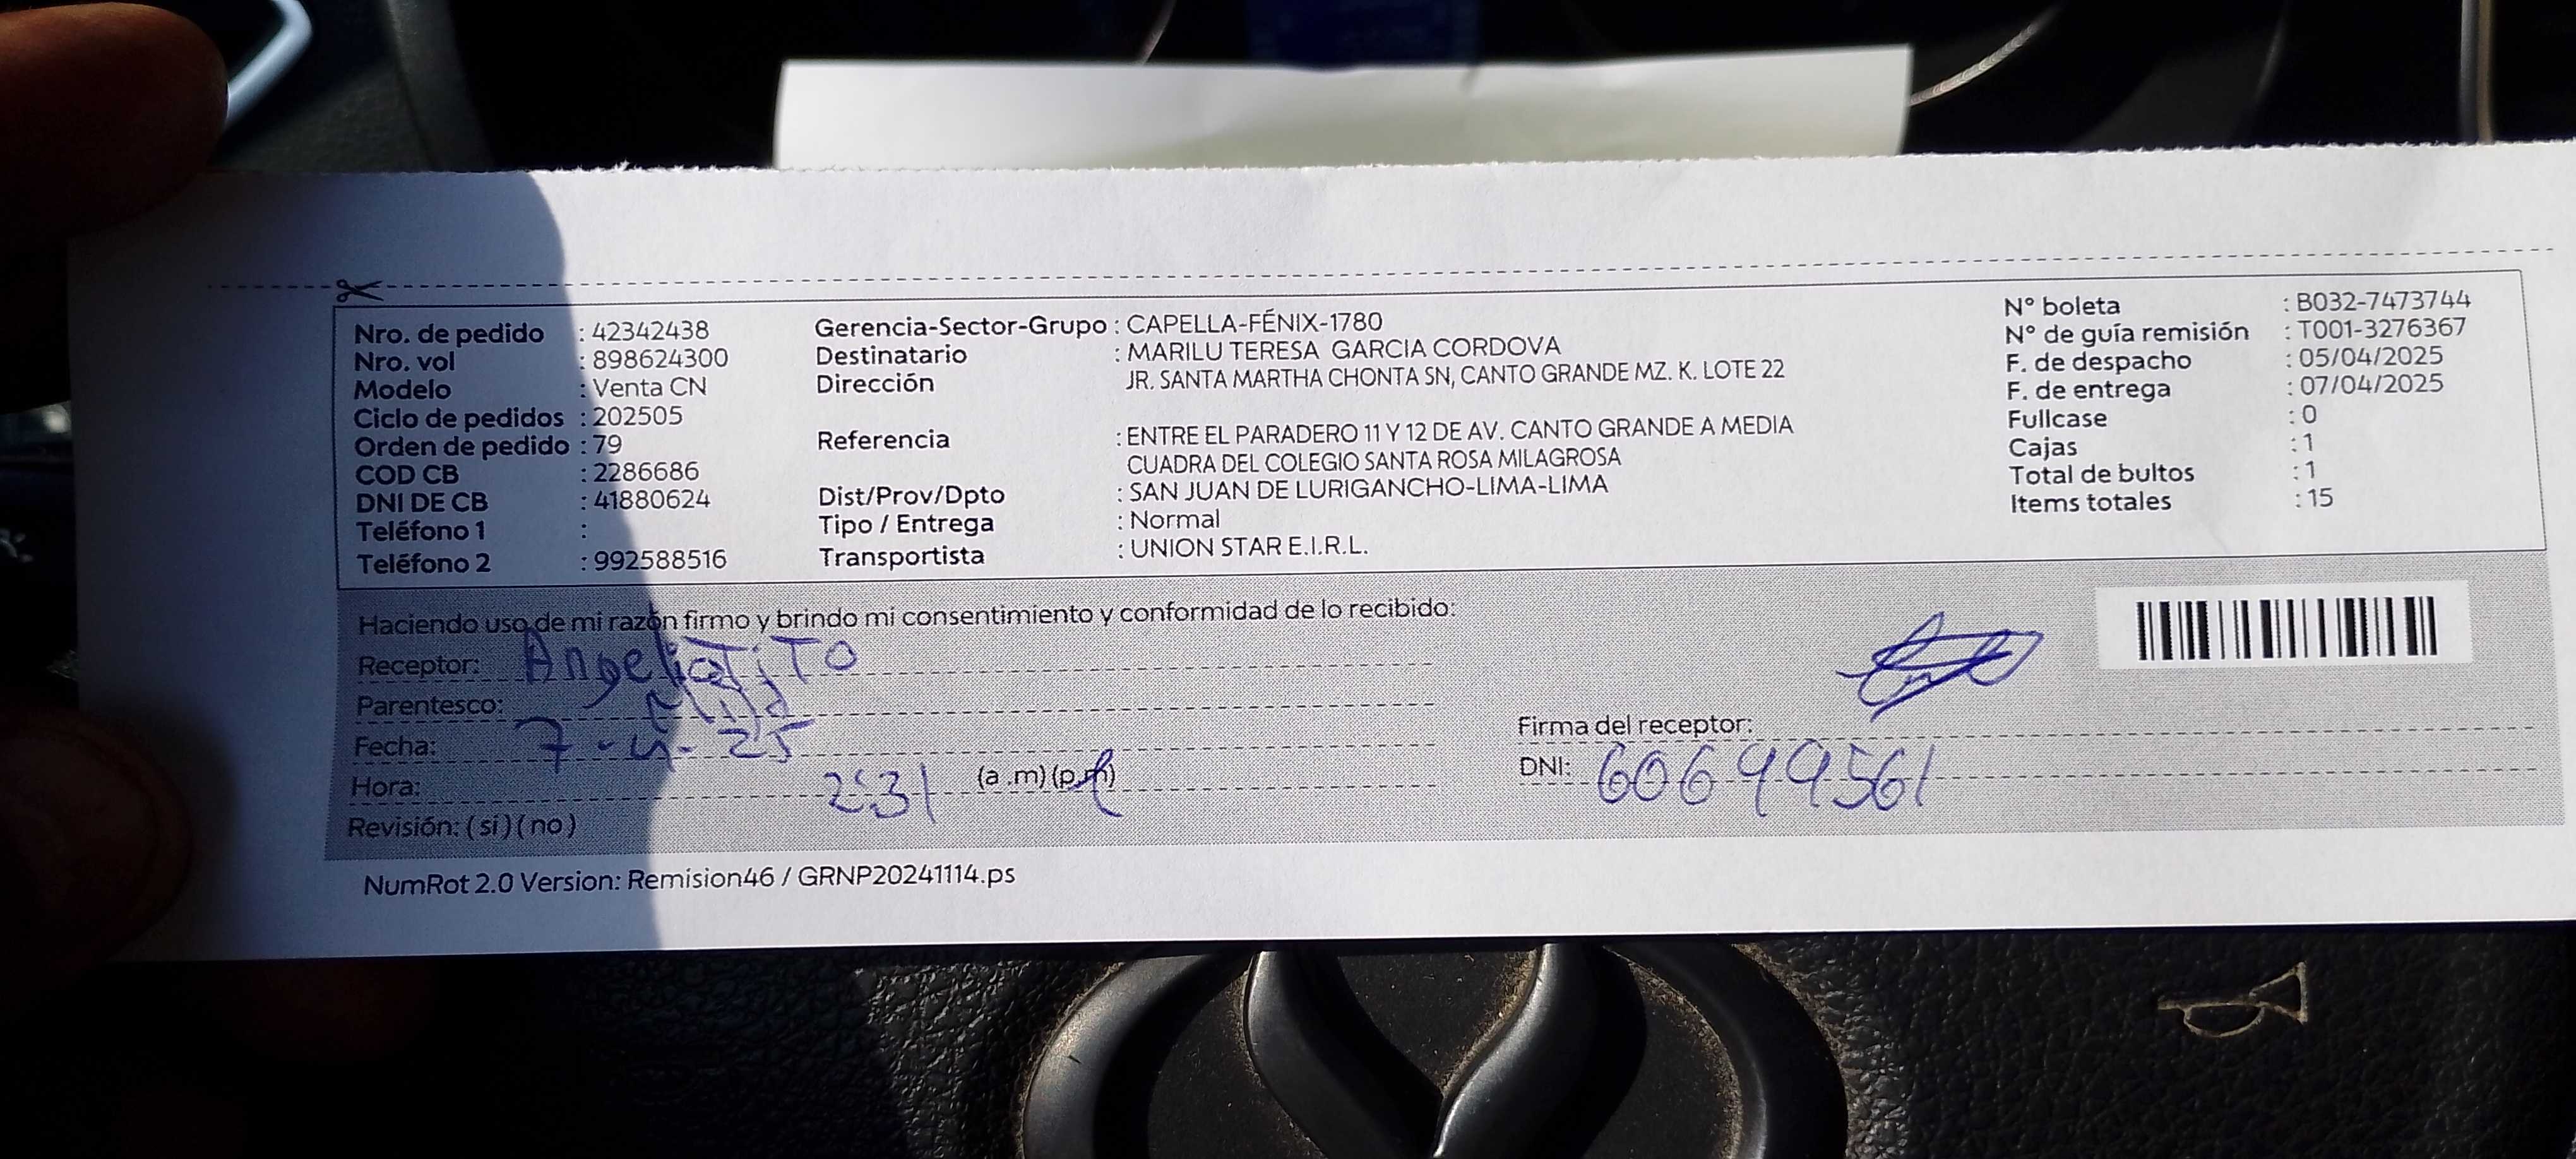 Nro. de pedido : 42342438
Nro. vol : 898624300
Modelo : Venta CN
Ciclo de pedidos : 202505
Orden de pedido : 79
COD CB : 2286686
DNI DE CB : 41880624
Teléfono 1 :
Teléfono 2 : 992588516
Gerencia-Sector-Grupo : CAPELLA-FÉNIX-1780
Destinatario : MARILU TERESA GARCIA CORDOVA
Dirección JR. SANTA MARTHA CHONTA SN, CANTO GRANDE MZ. K. LOTE 22
Referencia : ENTRE EL PARADERO 11 Y 12 DE AV. CANTO GRANDE A MEDIA
CUADRA DEL COLEGIO SANTA ROSA MILAGROSA
Dist/Prov/Dpto : SAN JUAN DE LURIGANCHO-LIMA-LIMA
Tipo / Entrega : Normal
Transportista : UNION STAR E.I.R.L.
N° boleta : B032-7473744
N° de guía remisión : T001-3276367
F. de despacho : 05/04/2025
F. de entrega : 07/04/2025
Fullcase : 0
Cajas : 1
Total de bultos : 1
Items totales : 15
Haciendo uso de mi razón firmo y brindo mi consentimiento y conformidad de lo recibido:
Receptor: Angelia TiTo
Parentesco:
Fecha: 7-4-25
Hora: 2:31 (a.m)(p.m)
Revisión: (si)(no)
Firma del receptor:
DNI: 60699561
NumRot 2.0 Version: Remision46 / GRNP20241114.ps